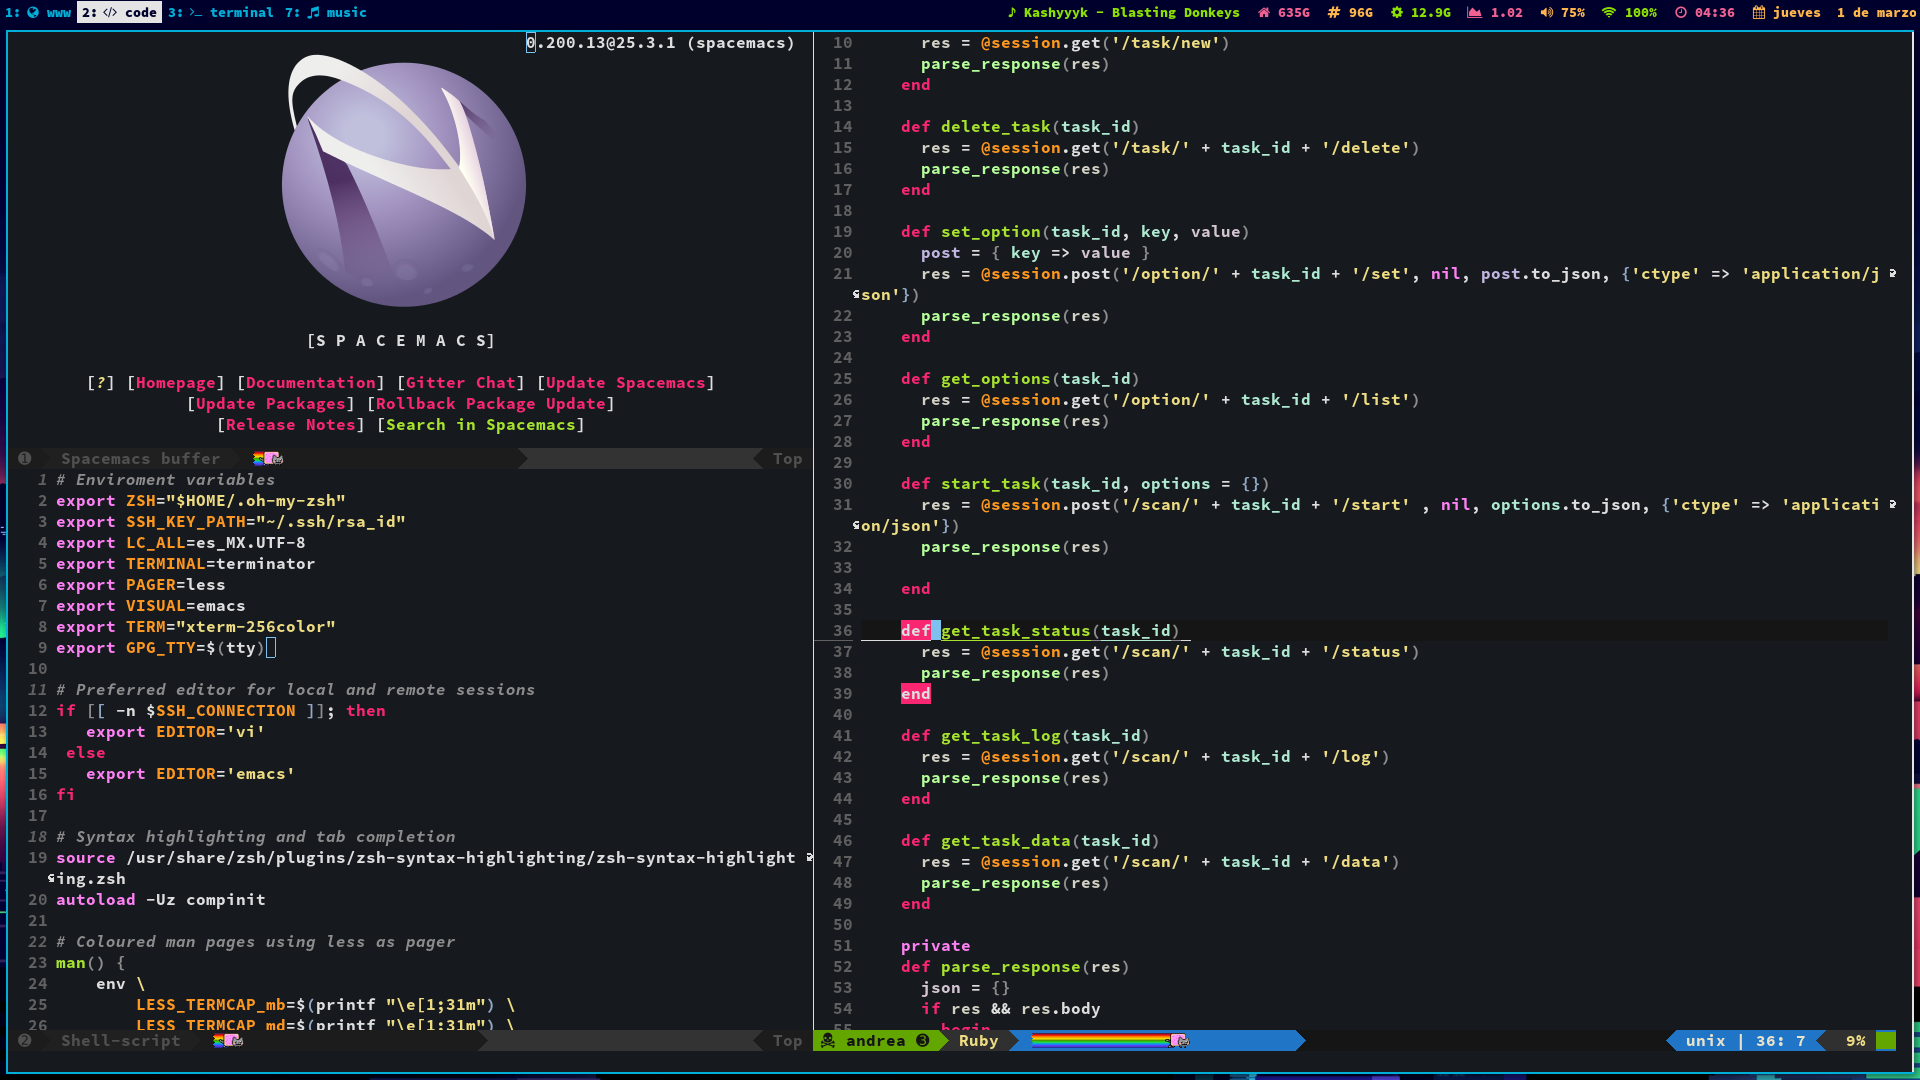 1: www 2: </> code 3: >_ terminal 7: music
Kashyyyk - Blasting Donkeys 635G 96G 12.9G 1.02 75% 100% 04:36 jueves 1 de marzo
0.200.13@25.3.1 (spacemacs)
[S P A C E M A C S]
[?] [Homepage] [Documentation] [Gitter Chat] [Update Spacemacs]
[Update Packages] [Rollback Package Update]
[Release Notes] [Search in Spacemacs]
1 Spacemacs buffer Top
1 # Enviroment variables
2 export ZSH="$HOME/.oh-my-zsh"
3 export SSH_KEY_PATH="~/.ssh/rsa_id"
4 export LC_ALL=es_MX.UTF-8
5 export TERMINAL=terminator
6 export PAGER=less
7 export VISUAL=emacs
8 export TERM="xterm-256color"
9 export GPG_TTY=$(tty)
10
11 # Preferred editor for local and remote sessions
12 if [[ -n $SSH_CONNECTION ]]; then
13    export EDITOR='vi'
14  else
15    export EDITOR='emacs'
16 fi
17
18 # Syntax highlighting and tab completion
19 source /usr/share/zsh/plugins/zsh-syntax-highlighting/zsh-syntax-highlight
ing.zsh
20 autoload -Uz compinit
21
22 # Coloured man pages using less as pager
23 man() {
24     env \
25         LESS_TERMCAP_mb=$(printf "\e[1;31m") \
26         LESS_TERMCAP_md=$(printf "\e[1;31m") \
2 Shell-script Top
10       res = @session.get('/task/new')
11       parse_response(res)
12     end
13
14     def delete_task(task_id)
15       res = @session.get('/task/' + task_id + '/delete')
16       parse_response(res)
17     end
18
19     def set_option(task_id, key, value)
20       post = { key => value }
21       res = @session.post('/option/' + task_id + '/set', nil, post.to_json, {'ctype' => 'application/j
son'})
22       parse_response(res)
23     end
24
25     def get_options(task_id)
26       res = @session.get('/option/' + task_id + '/list')
27       parse_response(res)
28     end
29
30     def start_task(task_id, options = {})
31       res = @session.post('/scan/' + task_id + '/start' , nil, options.to_json, {'ctype' => 'applicati
on/json'})
32       parse_response(res)
33
34     end
35
36     def get_task_status(task_id)
37       res = @session.get('/scan/' + task_id + '/status')
38       parse_response(res)
39     end
40
41     def get_task_log(task_id)
42       res = @session.get('/scan/' + task_id + '/log')
43       parse_response(res)
44     end
45
46     def get_task_data(task_id)
47       res = @session.get('/scan/' + task_id + '/data')
48       parse_response(res)
49     end
50
51     private
52     def parse_response(res)
53       json = {}
54       if res && res.body
55         begin
andrea 3 Ruby unix | 36: 7 9%